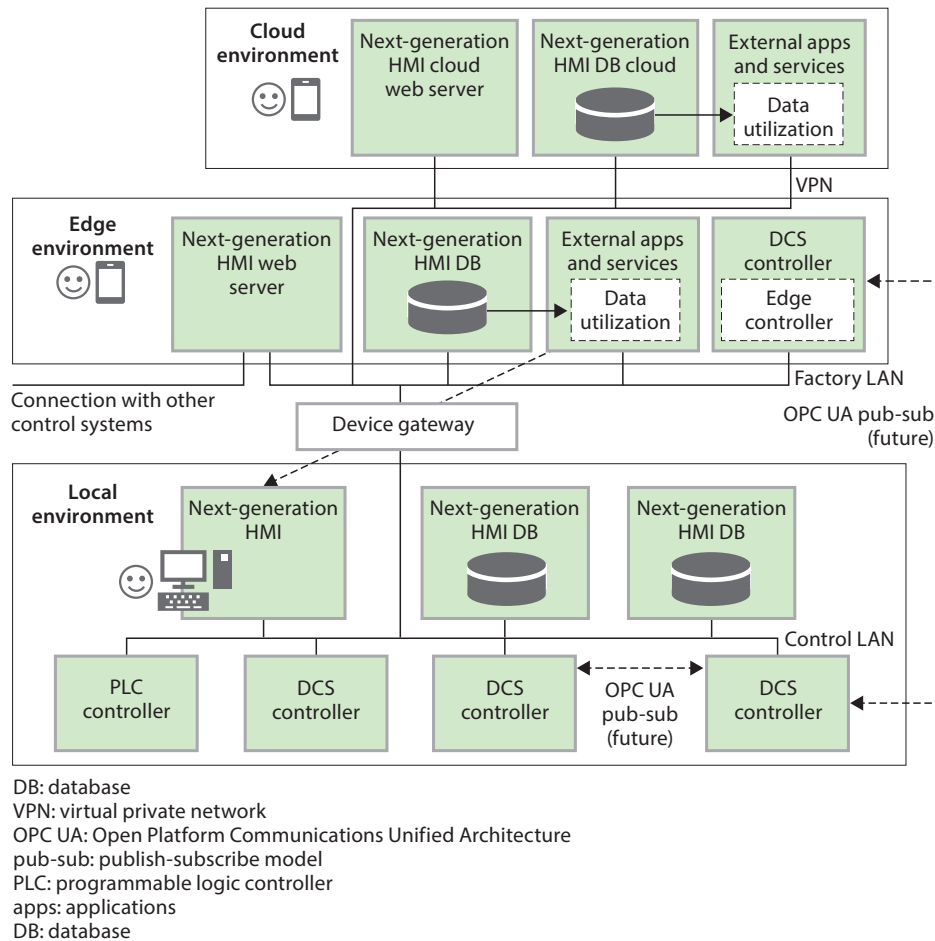 Cloud
environment
Next-generation
HMI cloud
web server
Next-generation
HMI DB cloud
External apps
and services
Data
utilization
VPN
Edge
environment
Next-generation
HMI web
server
Next-generation
HMI DB
External apps
and services
Data
utilization
DCS
controller
Edge
controller
Factory LAN
Connection with other
control systems
Device gateway
OPC UA pub-sub
(future)
Local
environment
Next-generation
HMI
Next-generation
HMI DB
Next-generation
HMI DB
Control LAN
PLC
controller
DCS
controller
DCS
controller
OPC UA
pub-sub
(future)
DCS
controller
DB: database
VPN: virtual private network
OPC UA: Open Platform Communications Unified Architecture
pub-sub: publish-subscribe model
PLC: programmable logic controller
apps: applications
DB: database